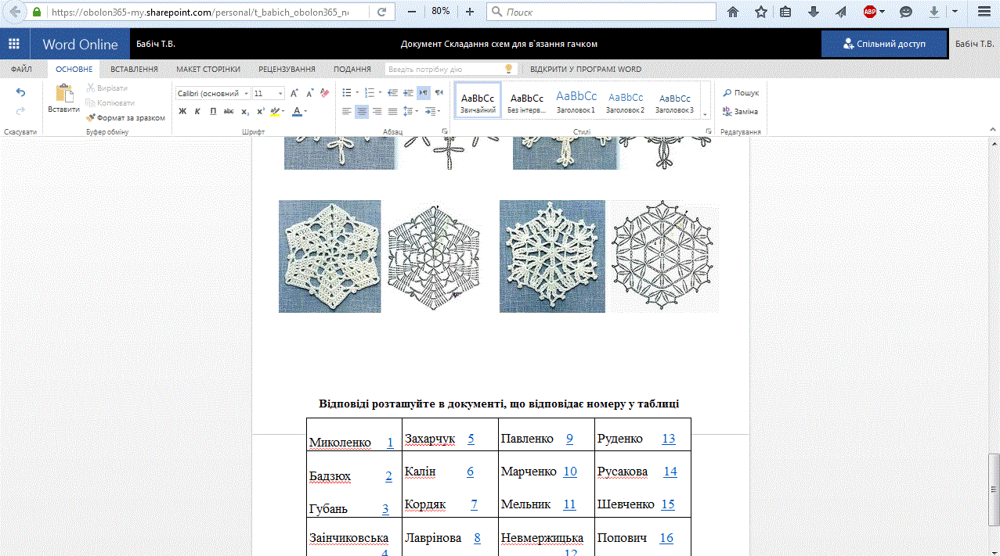 https://obolon365-my.sharepoint.com/personal/t_babich_obolon365_n
80%
Поиск
ABP
Word Online
Бабіч Т.В.
Документ Складання схем для в`язання гачком
Спільний доступ
Бабіч Т.В.
ФАЙЛ ОСНОВНЕ ВСТАВЛЕННЯ МАКЕТ СТОРІНКИ РЕЦЕНЗУВАННЯ ПОДАННЯ Введіть потрібну дію ВІДКРИТИ У ПРОГРАМІ WORD
Вставити
Вирізати
Копіювати
Формат за зразком
Calibri (основний 11
Ж К П abc x₂ x²
AaBbCc AaBbCc AaBbCc AaBbCc AaBbCc
Звичайний Без інтерв... Заголовок 1 Заголовок 2 Заголовок 3
Пошук
Заміна
Скасувати Буфер обміну Шрифт Абзац Стилі Редагування
Відповіді розташуйте в документі, що відповідає номеру у таблиці
Миколенко 1 Захарчук 5 Павленко 9 Руденко 13
Бадзюх 2 Калін 6 Марченко 10 Русакова 14
Губань 3 Кордяк 7 Мельник 11 Шевченко 15
Заінчиковська Лаврінова 8 Невмержицька Попович 16
4 12